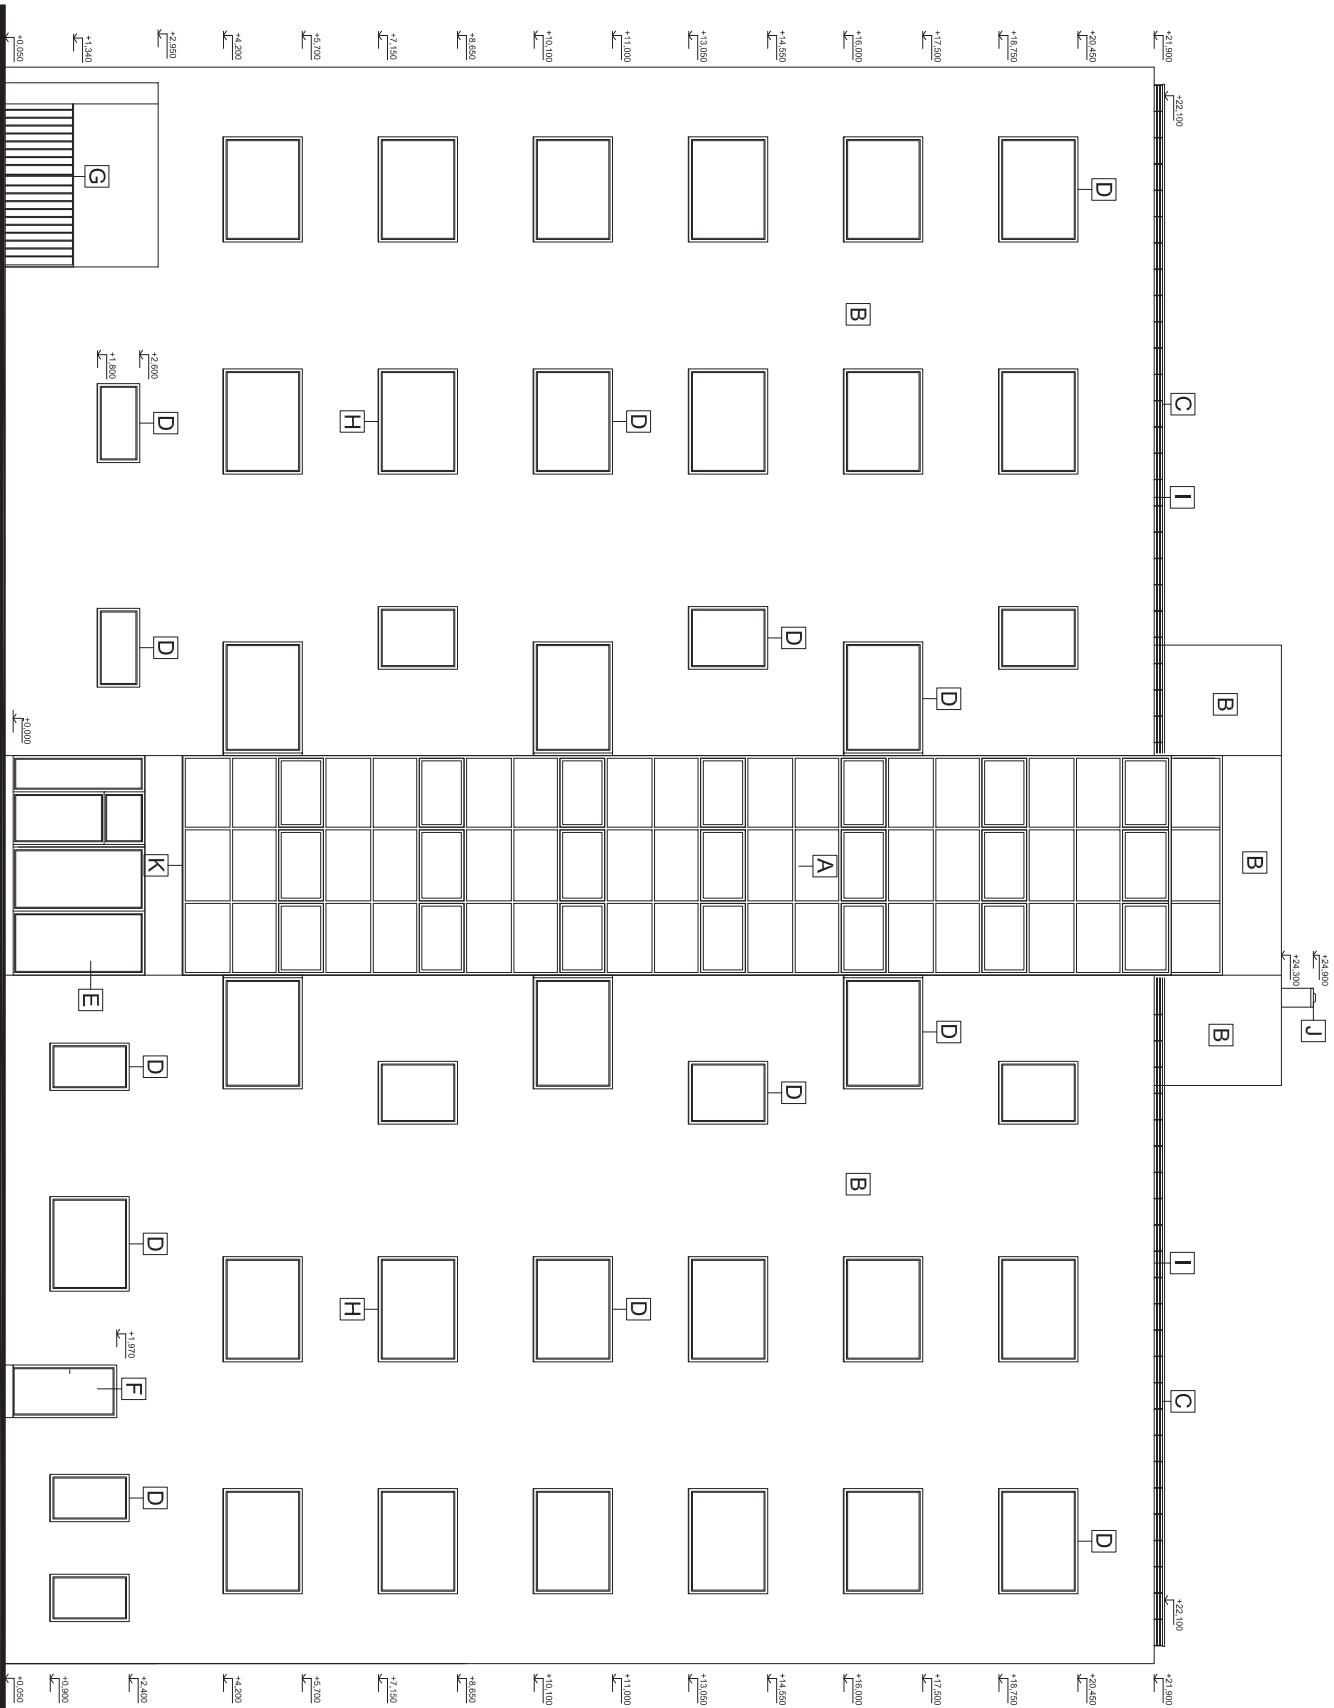 +21,900
+20,450
+18,750
+17,500
+16,000
+14,550
+13,050
+11,000
+10,100
+8,650
+7,150
+5,700
+4,200
+2,950
+1,340
+0,050
+22,100
D
G
B
C
D
H
D
+2,600
+1,800
I
D
D
D
B
+0,000
A
K
B
E
+24,900
+24,300
J
B
D
D
D
B
D
I
D
H
+1,970
F
C
D
D
+22,100
+21,900
+20,450
+18,750
+17,500
+16,000
+14,550
+13,050
+11,000
+10,100
+8,650
+7,150
+5,700
+4,200
+2,400
+0,900
+0,050